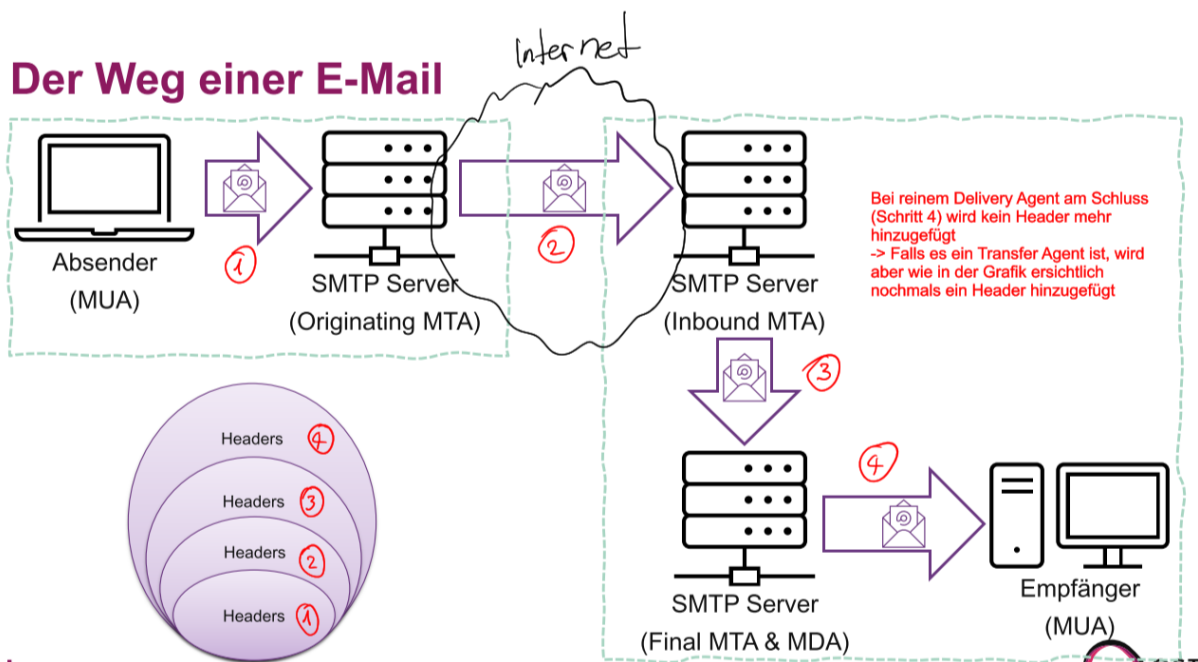 Internet
Der Weg einer E-Mail
Absender
(MUA)
1
SMTP Server
(Originating MTA)
2
SMTP Server
(Inbound MTA)
Bei reinem Delivery Agent am Schluss
(Schritt 4) wird kein Header mehr
hinzugefügt
-> Falls es ein Transfer Agent ist, wird
aber wie in der Grafik ersichtlich
nochmals ein Header hinzugefügt
3
Headers 4
Headers 3
Headers 2
Headers 1
SMTP Server
(Final MTA & MDA)
4
Empfänger
(MUA)